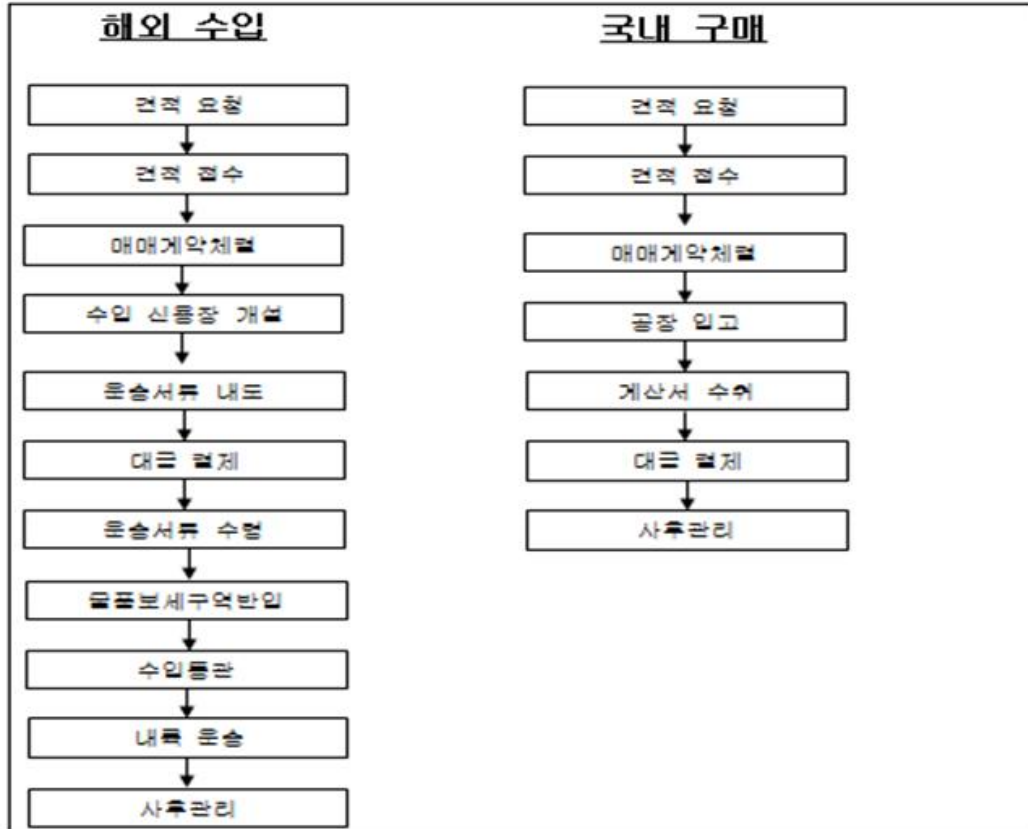 해외 수입
견적 요청
견적 접수
매매계약체결
수입 신용장 개설
운송서류 내도
대금 결제
운송서류 수령
물품보세구역반입
수입통관
내륙 운송
사후관리
국내 구매
견적 요청
견적 접수
매매계약체결
공장 입고
계산서 수취
대금 결제
사후관리